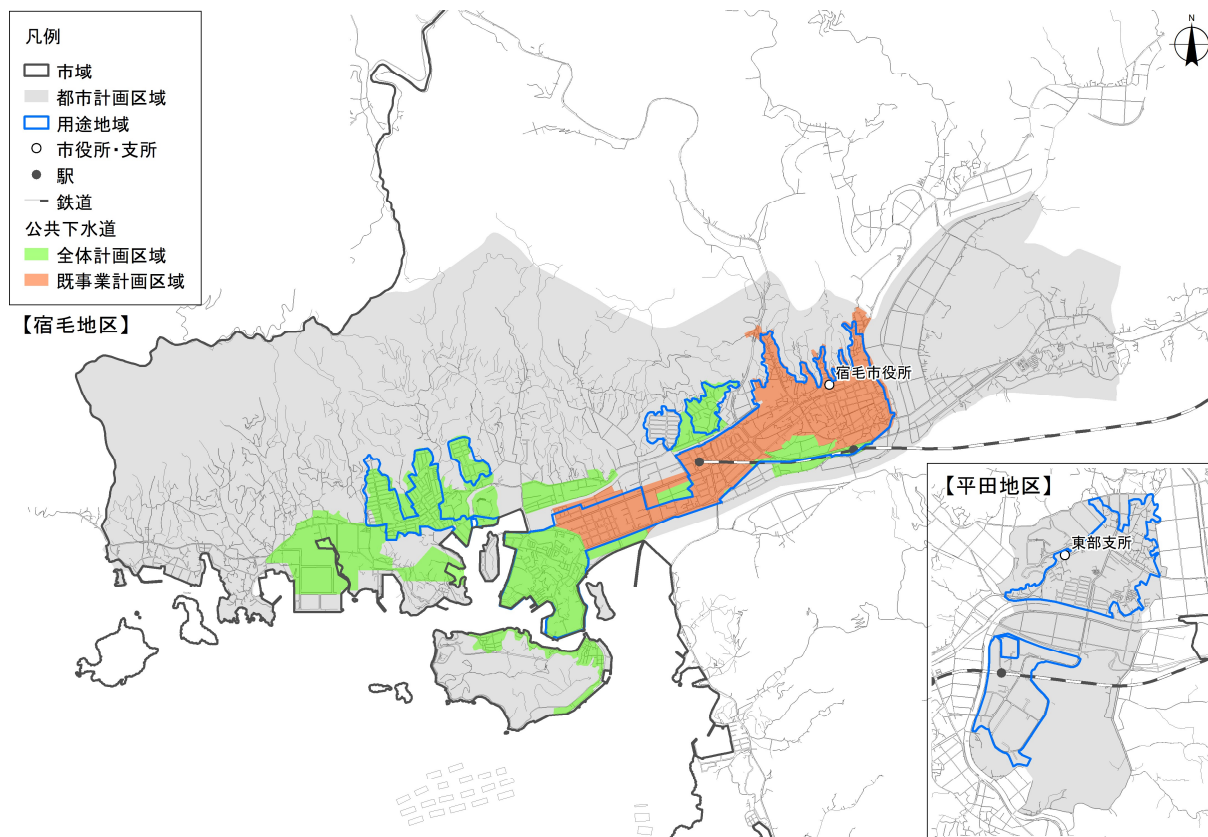 凡例
市域
都市計画区域
用途地域
市役所・支所
駅
鉄道
公共下水道
全体計画区域
既事業計画区域
【宿毛地区】
N
宿毛市役所
【平田地区】
東部支所